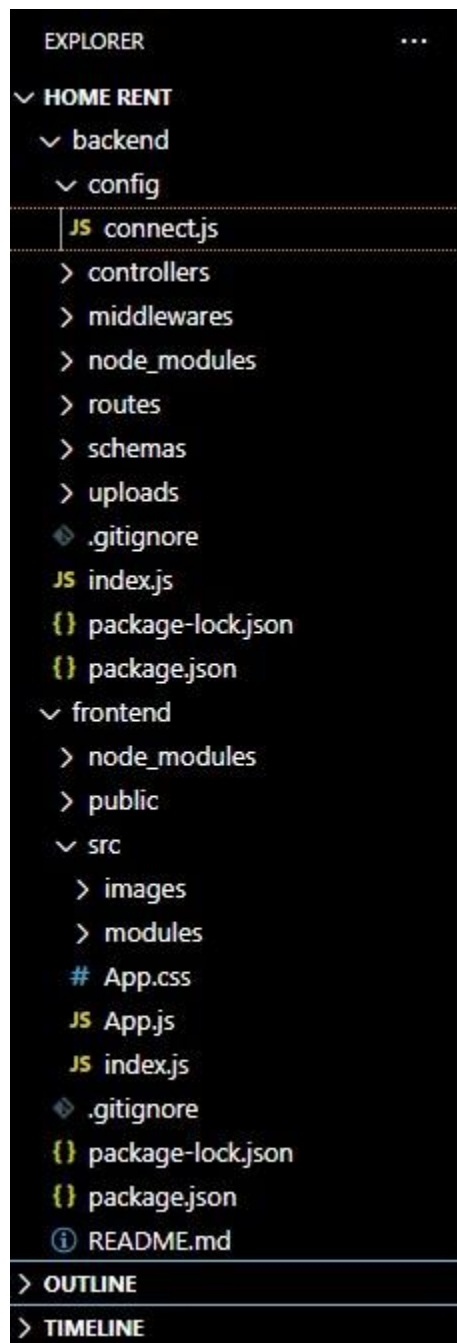 EXPLORER ...
HOME RENT
backend
config
JS connect.js
controllers
middlewares
node_modules
routes
schemas
uploads
.gitignore
JS index.js
{} package-lock.json
{} package.json
frontend
node_modules
public
src
images
modules
# App.css
JS App.js
JS index.js
.gitignore
{} package-lock.json
{} package.json
README.md
OUTLINE
TIMELINE